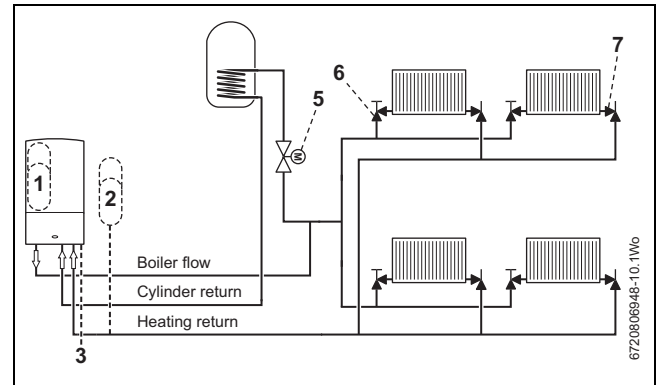 6
7
5
M
1
2
Boiler flow
Cylinder return
Heating return
3
6720806948-10.1Wo